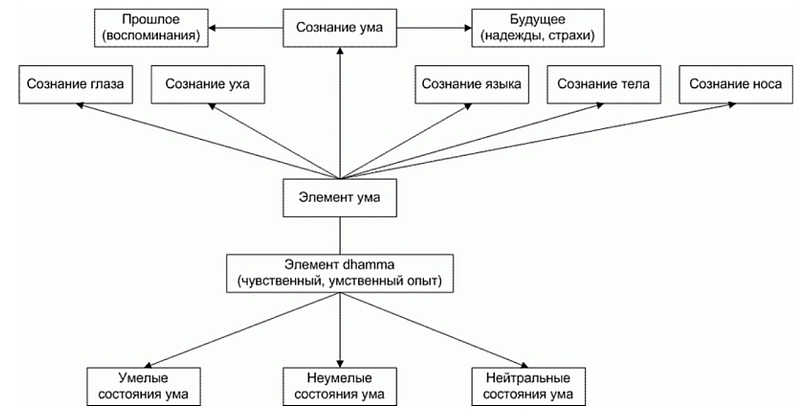 Прошлое
(воспоминания)
Сознание ума
Будущее
(надежды, страхи)
Сознание глаза
Сознание уха
Сознание языка
Сознание тела
Сознание носа
Элемент ума
Элемент dhamma
(чувственный, умственный опыт)
Умелые
состояния ума
Неумелые
состояния ума
Нейтральные
состояния ума